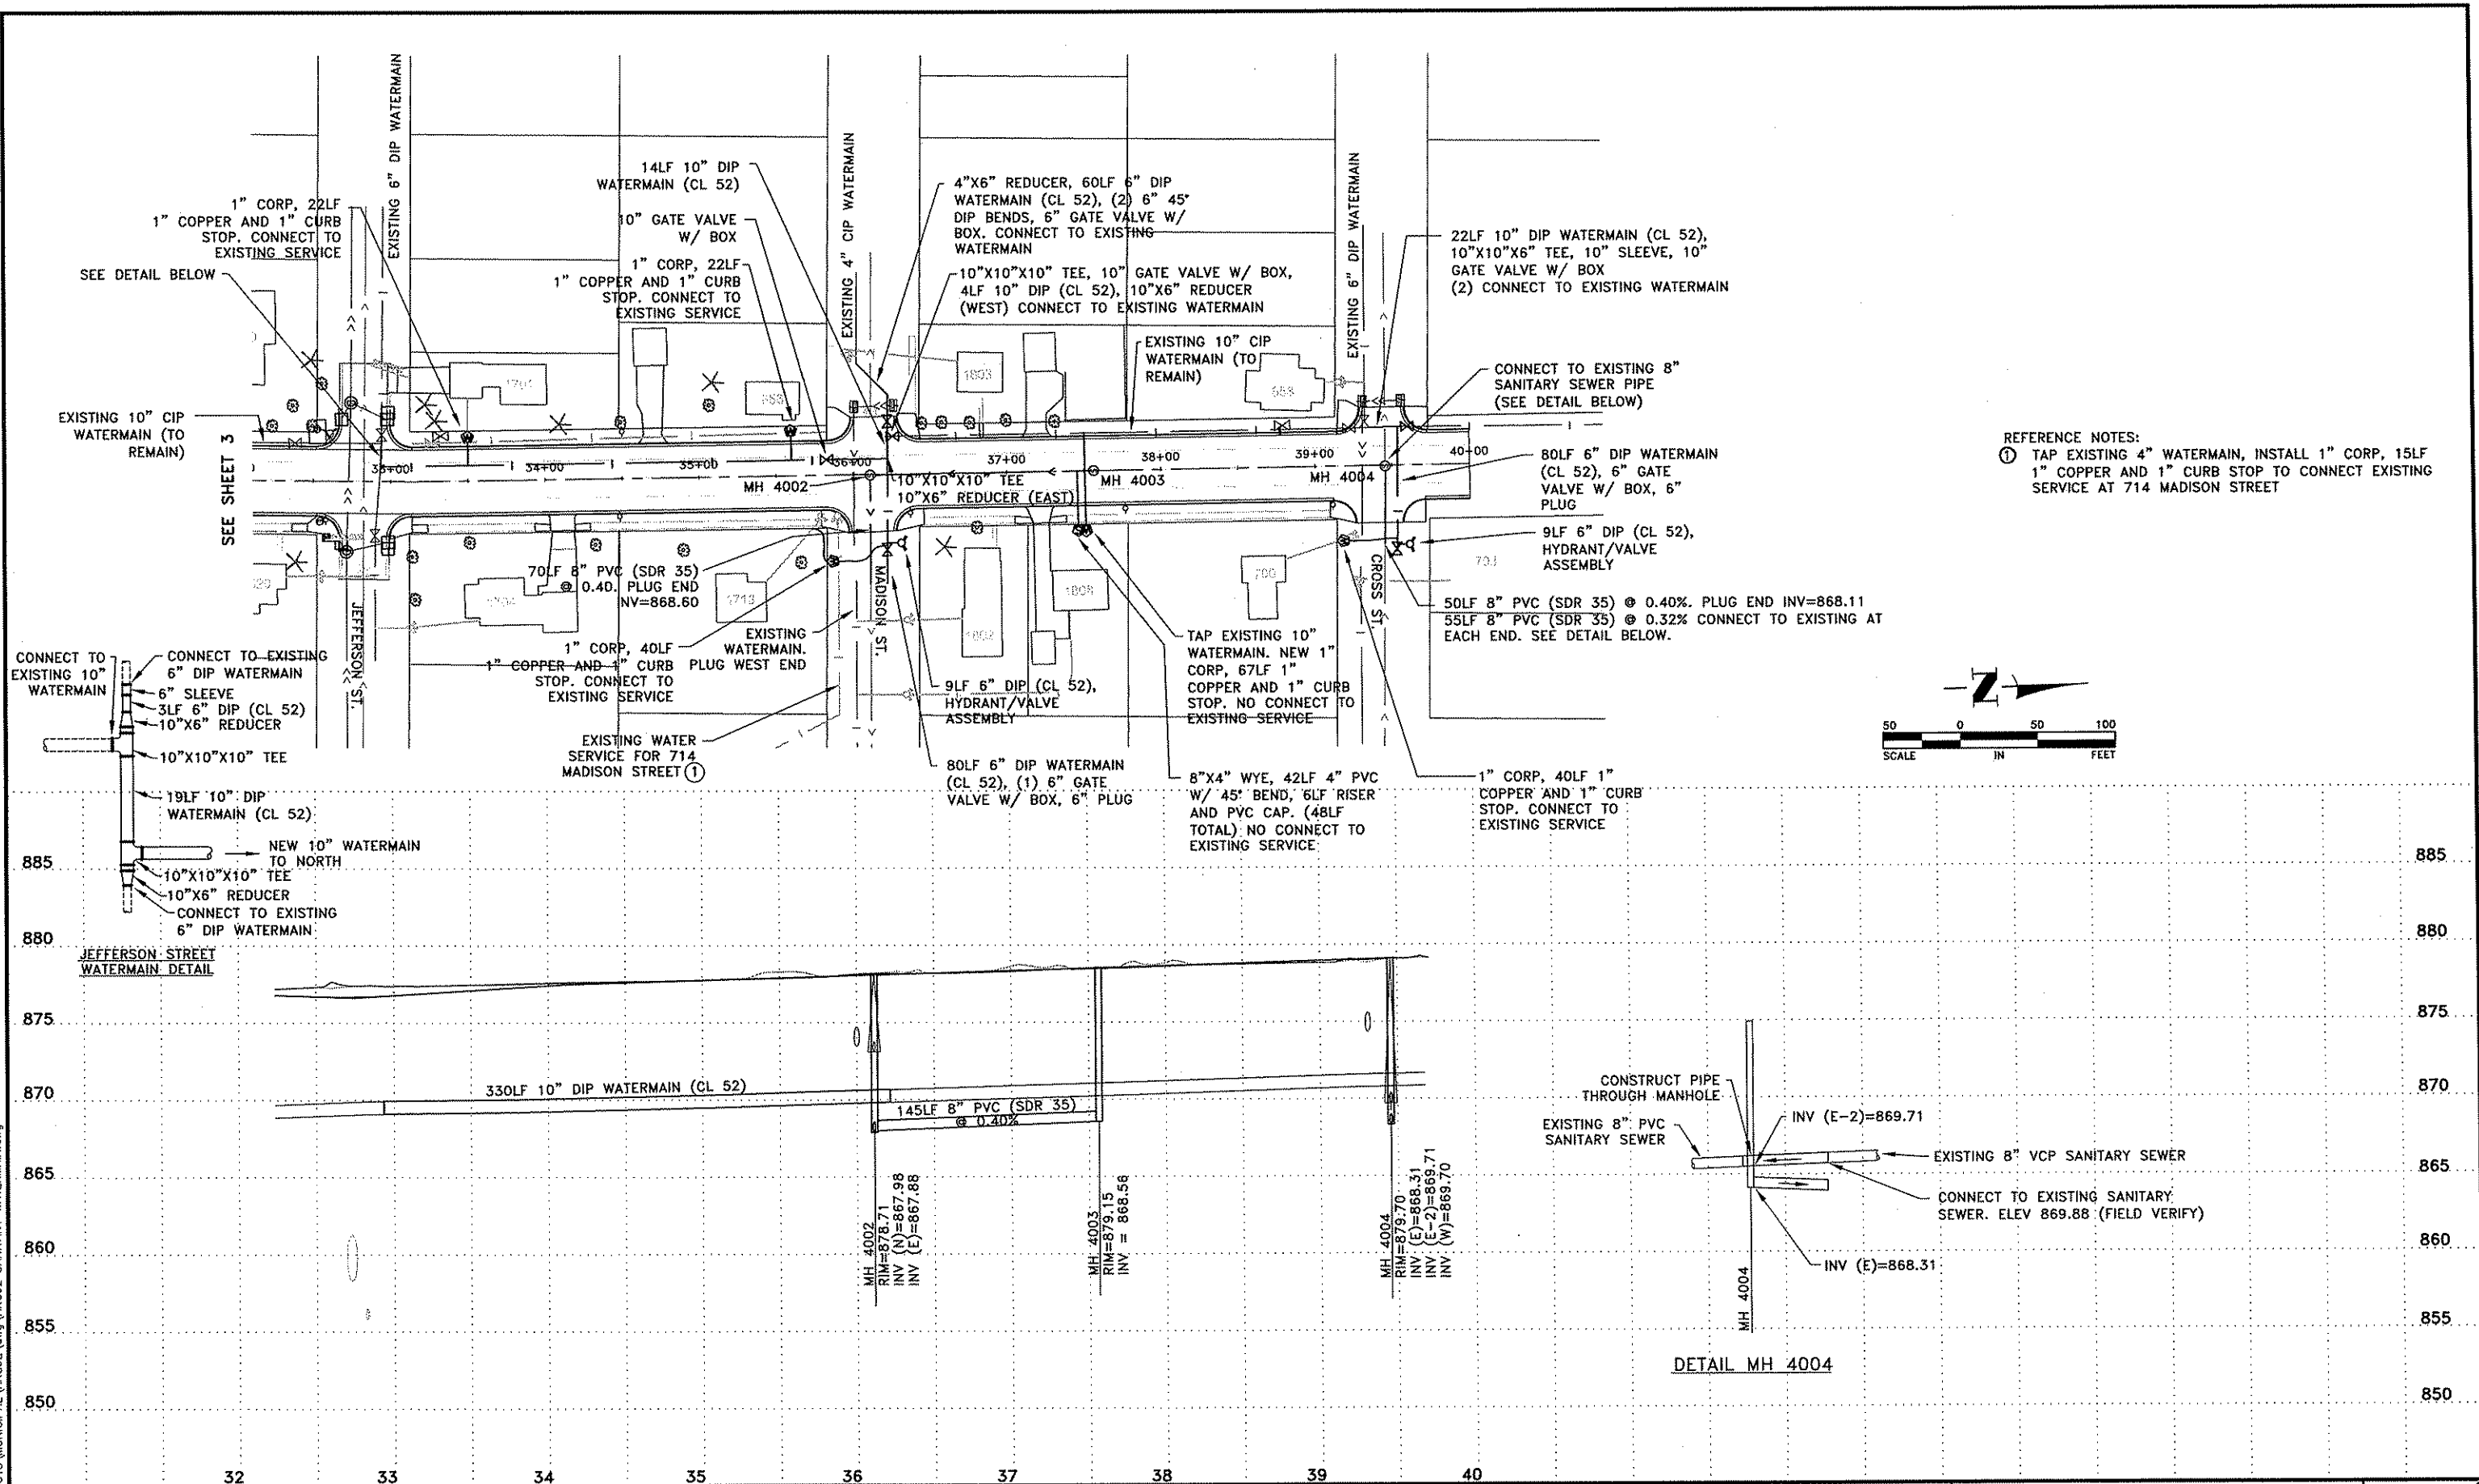 EXISTING 6" DIP WATERMAIN
1" CORP, 22LF
1" COPPER AND 1" CURB
STOP. CONNECT TO
EXISTING SERVICE
SEE DETAIL BELOW
EXISTING 10" CIP
WATERMAIN (TO
REMAIN)
SEE SHEET 3
14LF 10" DIP
WATERMAIN (CL 52)
10" GATE VALVE
W/ BOX
1" CORP, 22LF
1" COPPER AND 1" CURB
STOP. CONNECT TO
EXISTING SERVICE
EXISTING 4" CIP WATERMAIN
4"X6" REDUCER, 60LF 6" DIP
WATERMAIN (CL 52), (2) 6" 45°
DIP BENDS, 6" GATE VALVE W/
BOX. CONNECT TO EXISTING
WATERMAIN
10"X10"X10" TEE, 10" GATE VALVE W/ BOX,
4LF 10" DIP (CL 52), 10"X6" REDUCER
(WEST) CONNECT TO EXISTING WATERMAIN
EXISTING 10" CIP
WATERMAIN (TO
REMAIN)
EXISTING 6" DIP WATERMAIN
22LF 10" DIP WATERMAIN (CL 52),
10"X10"X6" TEE, 10" SLEEVE, 10"
GATE VALVE W/ BOX
(2) CONNECT TO EXISTING WATERMAIN
CONNECT TO EXISTING 8"
SANITARY SEWER PIPE
(SEE DETAIL BELOW)
80LF 6" DIP WATERMAIN
(CL 52), 6" GATE
VALVE W/ BOX, 6"
PLUG
9LF 6" DIP (CL 52),
HYDRANT/VALVE
ASSEMBLY
REFERENCE NOTES:
① TAP EXISTING 4" WATERMAIN, INSTALL 1" CORP, 15LF
1" COPPER AND 1" CURB STOP TO CONNECT EXISTING
SERVICE AT 714 MADISON STREET
1803
33+00
34+00
35+00
36+00
37+00
38+00
39+00
40+00
MH 4002
10"X10"X10" TEE
10"X6" REDUCER (EAST)
MH 4003
MH 4004
1713
1802
1808
700
JEFFERSON ST.
MADISON ST.
CROSS ST.
70LF 8" PVC (SDR 35)
@ 0.40. PLUG END
INV=868.60
1" CORP, 40LF
1" COPPER AND 1" CURB
STOP. CONNECT TO
EXISTING SERVICE
EXISTING
WATERMAIN.
PLUG WEST END
EXISTING WATER
SERVICE FOR 714
MADISON STREET ①
9LF 6" DIP (CL 52),
HYDRANT/VALVE
ASSEMBLY
80LF 6" DIP WATERMAIN
(CL 52), (1) 6" GATE
VALVE W/ BOX, 6" PLUG
TAP EXISTING 10"
WATERMAIN. NEW 1"
CORP, 67LF 1"
COPPER AND 1" CURB
STOP. NO CONNECT TO
EXISTING SERVICE
8"X4" WYE, 42LF 4" PVC
W/ 45° BEND, 6LF RISER
AND PVC CAP. (48LF
TOTAL) NO CONNECT TO
EXISTING SERVICE
50LF 8" PVC (SDR 35) @ 0.40%. PLUG END INV=868.11
55LF 8" PVC (SDR 35) @ 0.32% CONNECT TO EXISTING AT
EACH END. SEE DETAIL BELOW.
1" CORP, 40LF 1"
COPPER AND 1" CURB
STOP. CONNECT TO
EXISTING SERVICE
N
50 0 50 100
SCALE IN FEET
CONNECT TO
EXISTING 10"
WATERMAIN
CONNECT TO EXISTING
6" DIP WATERMAIN
6" SLEEVE
3LF 6" DIP (CL 52)
10"X6" REDUCER
10"X10"X10" TEE
19LF 10" DIP
WATERMAIN (CL 52)
NEW 10" WATERMAIN
TO NORTH
10"X10"X10" TEE
10"X6" REDUCER
CONNECT TO EXISTING
6" DIP WATERMAIN
JEFFERSON STREET
WATERMAIN DETAIL
885 885
880 880
875 875
870 870
865 865
860 860
855 855
850 850
330LF 10" DIP WATERMAIN (CL 52)
145LF 8" PVC (SDR 35)
@ 0.40%
MH 4002
RIM=878.71
INV (N)=867.98
INV (E)=867.88
MH 4003
RIM=879.15
INV = 868.56
MH 4004
RIM=879.70
INV (E)=868.31
INV (E-2)=869.71
INV (W)=869.70
CONSTRUCT PIPE
THROUGH MANHOLE
EXISTING 8" PVC
SANITARY SEWER
INV (E-2)=869.71
EXISTING 8" VCP SANITARY SEWER
CONNECT TO EXISTING SANITARY
SEWER. ELEV 869.88 (FIELD VERIFY)
INV (E)=868.31
MH 4004
DETAIL MH 4004
32 33 34 35 36 37 38 39 40